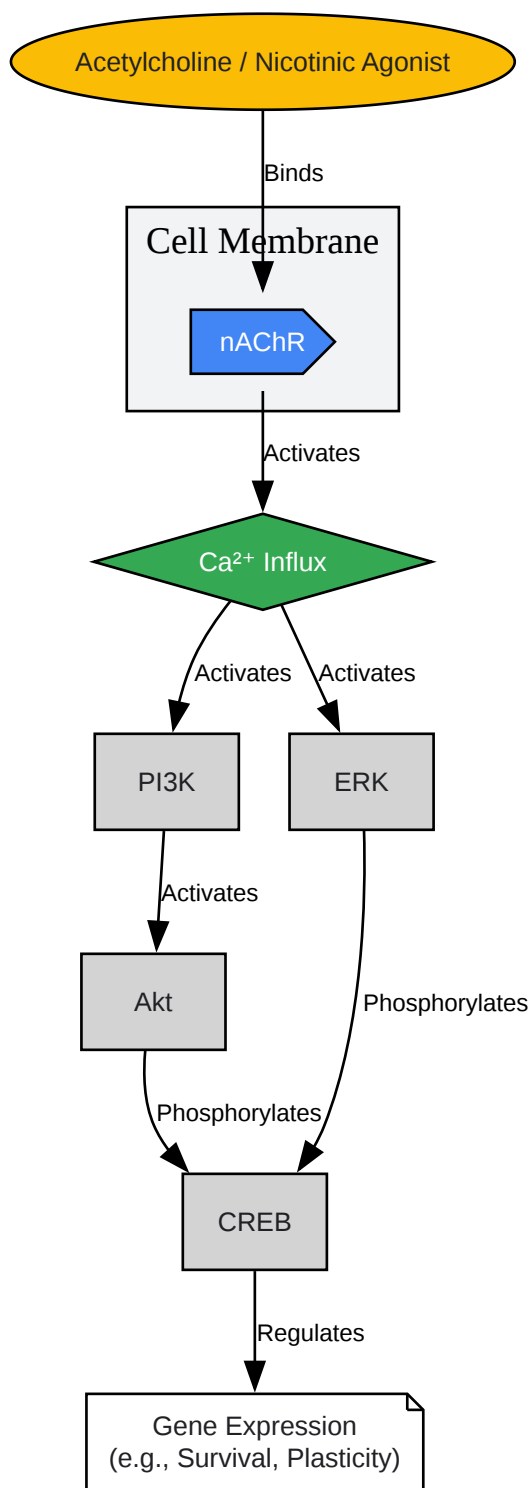 Acetylcholine / Nicotinic Agonist
Binds
Cell Membrane
nAChR
Activates
Ca²⁺ Influx
Activates
Activates
PI3K
ERK
Activates
Akt
Phosphorylates
Phosphorylates
CREB
Regulates
Gene Expression
(e.g., Survival, Plasticity)